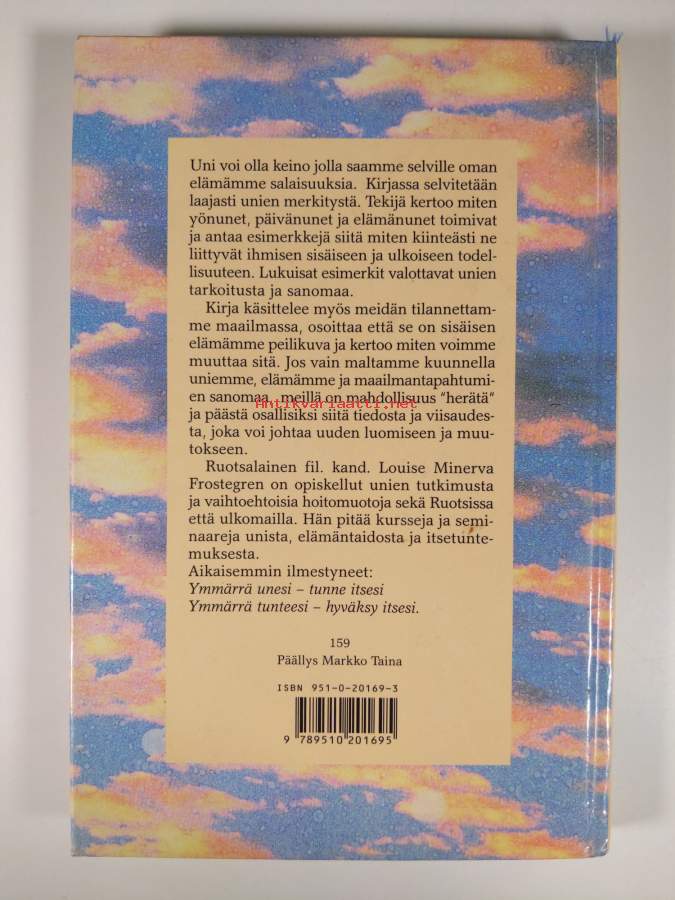 Uni voi olla keino jolla saamme selville oman
elämämme salaisuuksia. Kirjassa selvitetään
laajasti unien merkitystä. Tekijä kertoo miten
yönunet, päivänunet ja elämänunet toimivat
ja antaa esimerkkejä siitä miten kiinteästi ne
liittyvät ihmisen sisäiseen ja ulkoiseen todel-
lisuuteen. Lukuisat esimerkit valottavat unien
tarkoitusta ja sanomaa.
Kirja käsittelee myös meidän tilannettam-
me maailmassa, osoittaa että se on sisäisen
elämämme peilikuva ja kertoo miten voimme
muuttaa sitä. Jos vain maltamme kuunnella
uniemme, elämämme ja maailmantapahtumi-
en sanomaa, meillä on mahdollisuus "herätä"
Antikvariaatti.net
ja päästä osallisiksi siitä tiedosta ja viisaudes-
ta, joka voi johtaa uuden luomiseen ja muu-
tokseen.
Ruotsalainen fil. kand. Louise Minerva
Frostegren on opiskellut unien tutkimusta
ja vaihtoehtoisia hoitomuotoja sekä Ruotsissa
että ulkomailla. Hän pitää kursseja ja semi-
naareja unista, elämäntaidosta ja itsetunte-
muksesta.
Aikaisemmin ilmestyneet:
Ymmärrä unesi – tunne itsesi
Ymmärrä tunteesi – hyväksy itsesi.
159
Päällys Markko Taina
ISBN 951-0-20169-3
9 789510 201695